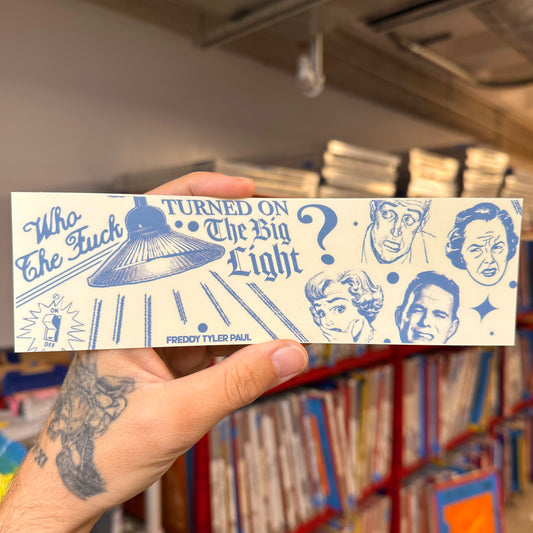 Who
The Fuck
TURNED ON
The Big
Light
?
ON
OFF
FREDDY TYLER PAUL